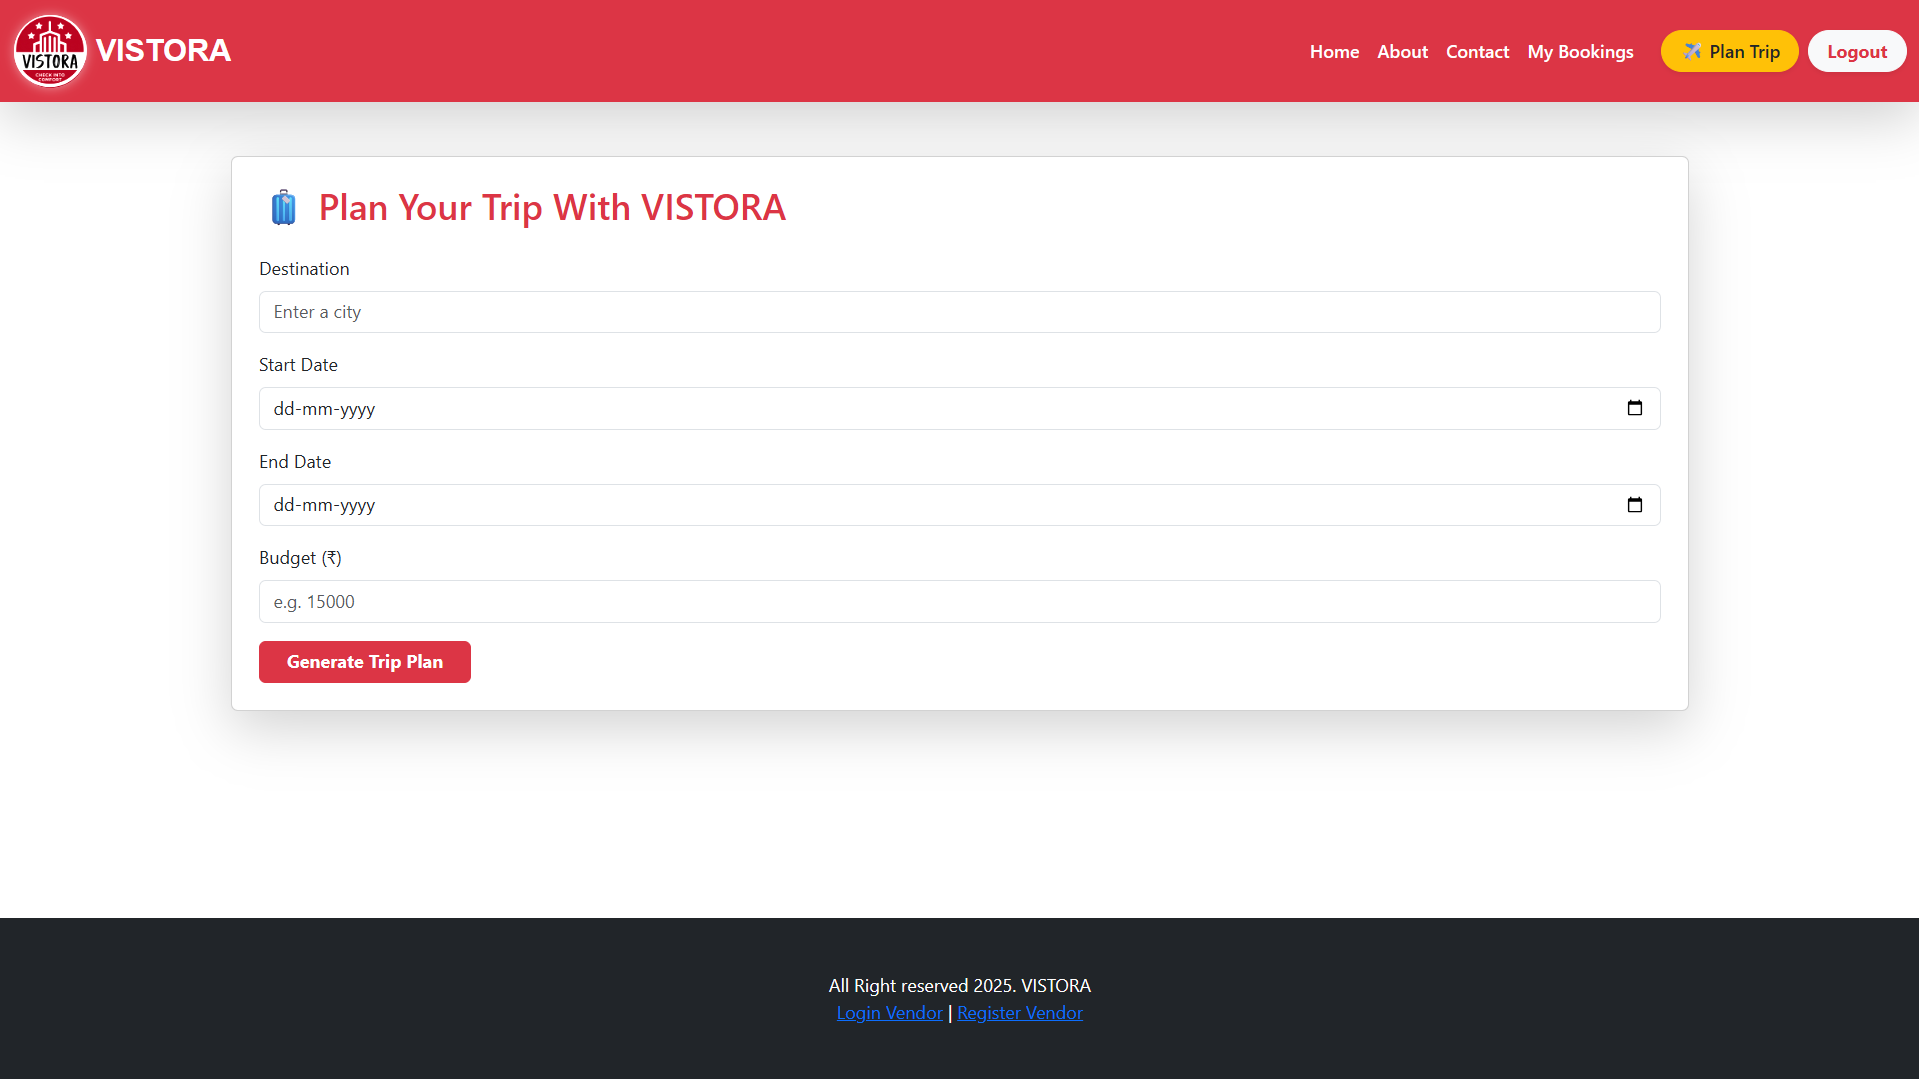 VISTORA
CHECK INTO
COMFORT
VISTORA
Home About Contact My Bookings Plan Trip Logout
Plan Your Trip With VISTORA
Destination
Enter a city
Start Date
dd-mm-yyyy
End Date
dd-mm-yyyy
Budget (₹)
e.g. 15000
Generate Trip Plan
All Right reserved 2025. VISTORA
Login Vendor | Register Vendor